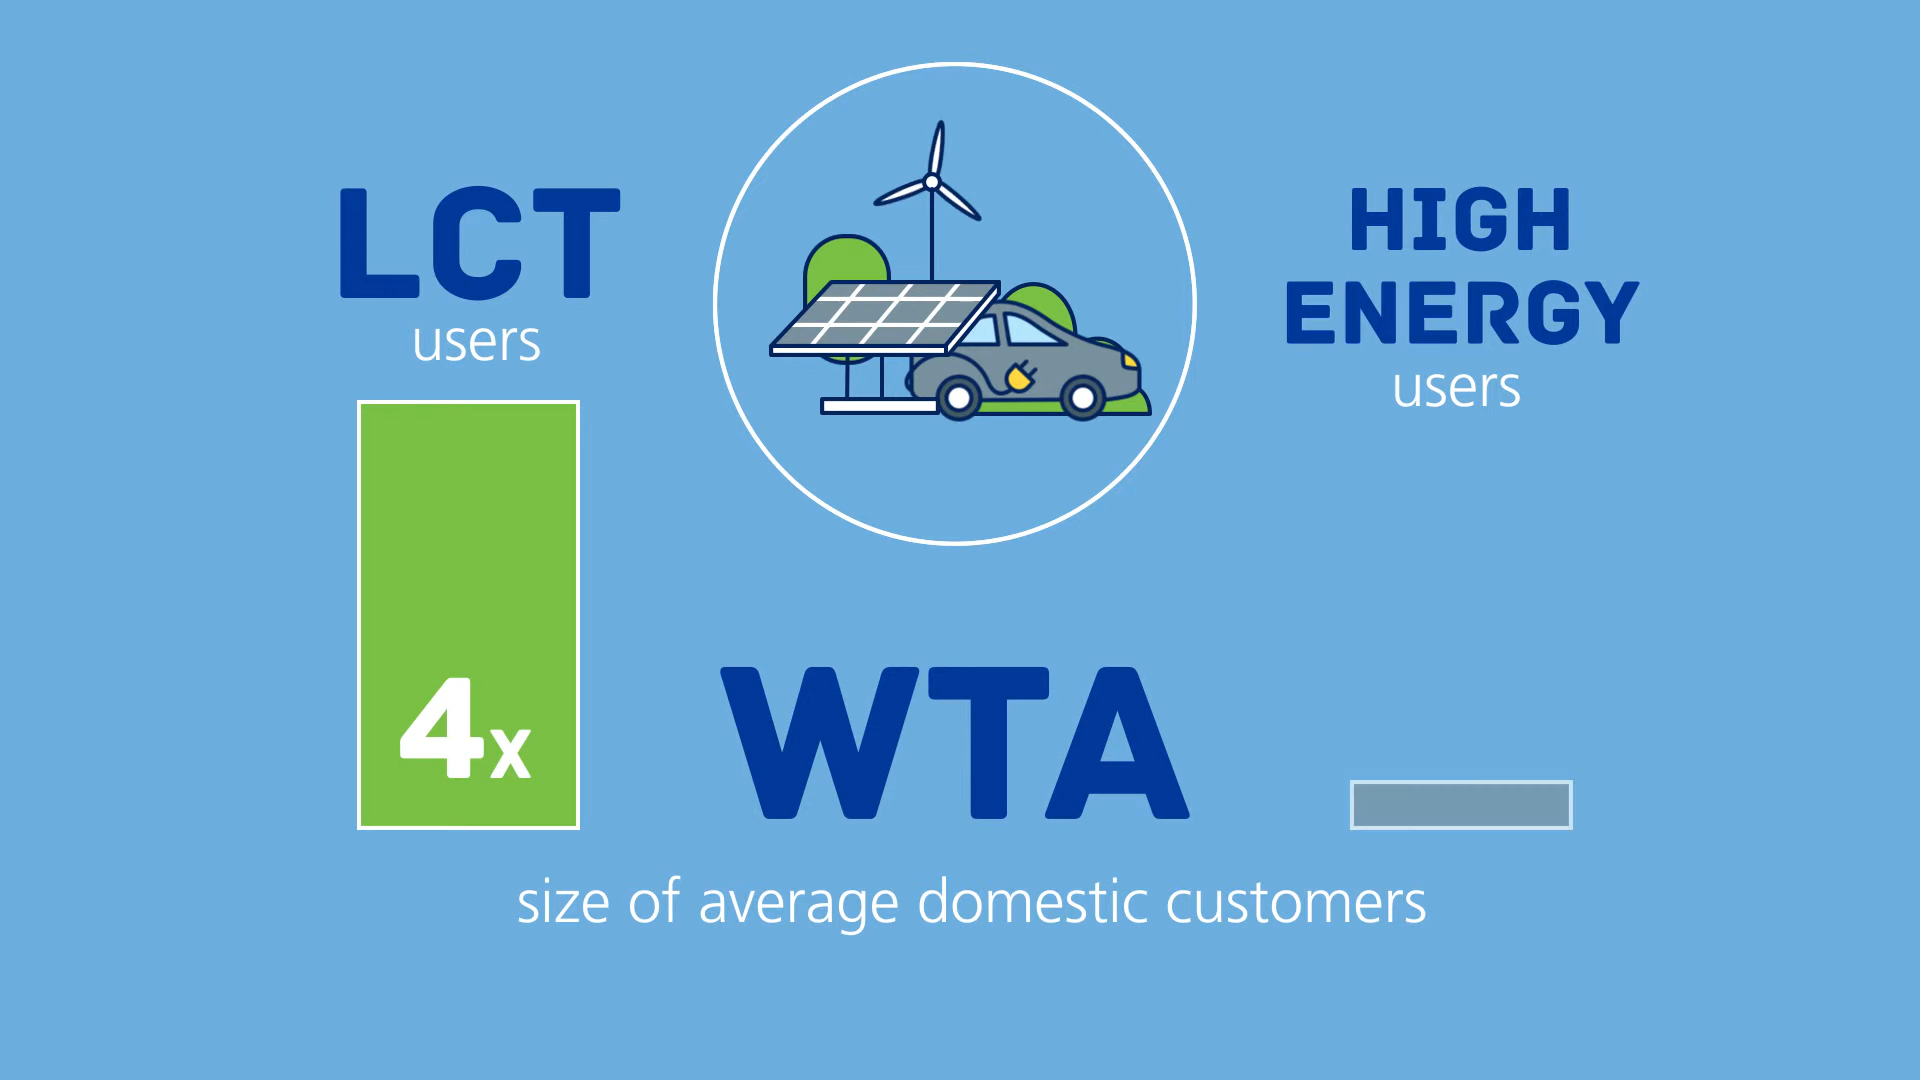 LCT
users
HIGH
ENERGY
users
4x
WTA
size of average domestic customers